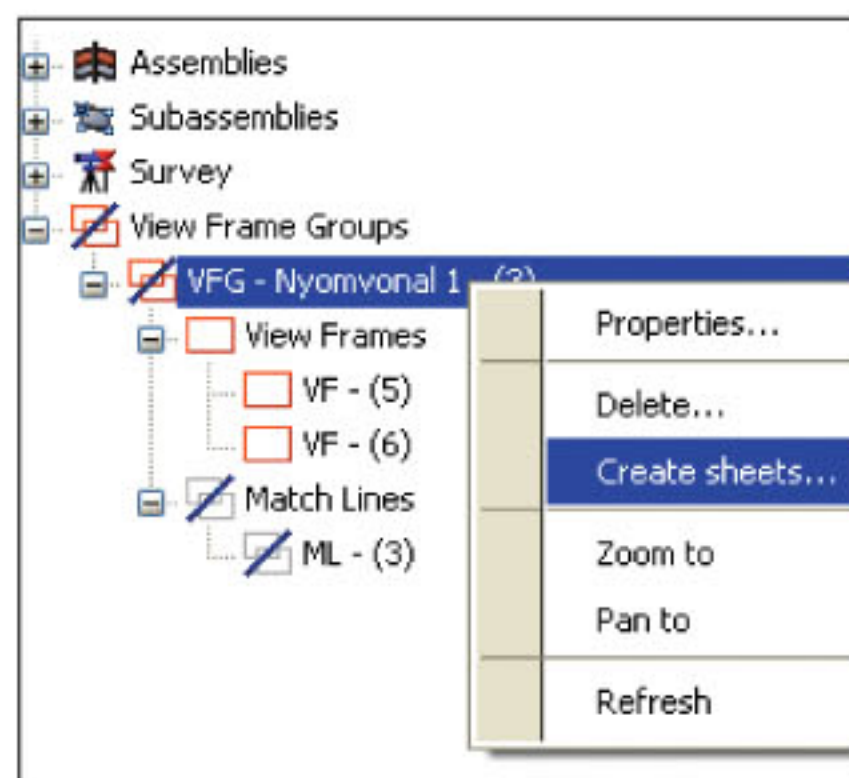 Assemblies
Subassemblies
Survey
View Frame Groups
VFG - Nyomvonal 1 - (3)
View Frames
VF - (5)
VF - (6)
Match Lines
ML - (3)
Properties...
Delete...
Create sheets...
Zoom to
Pan to
Refresh